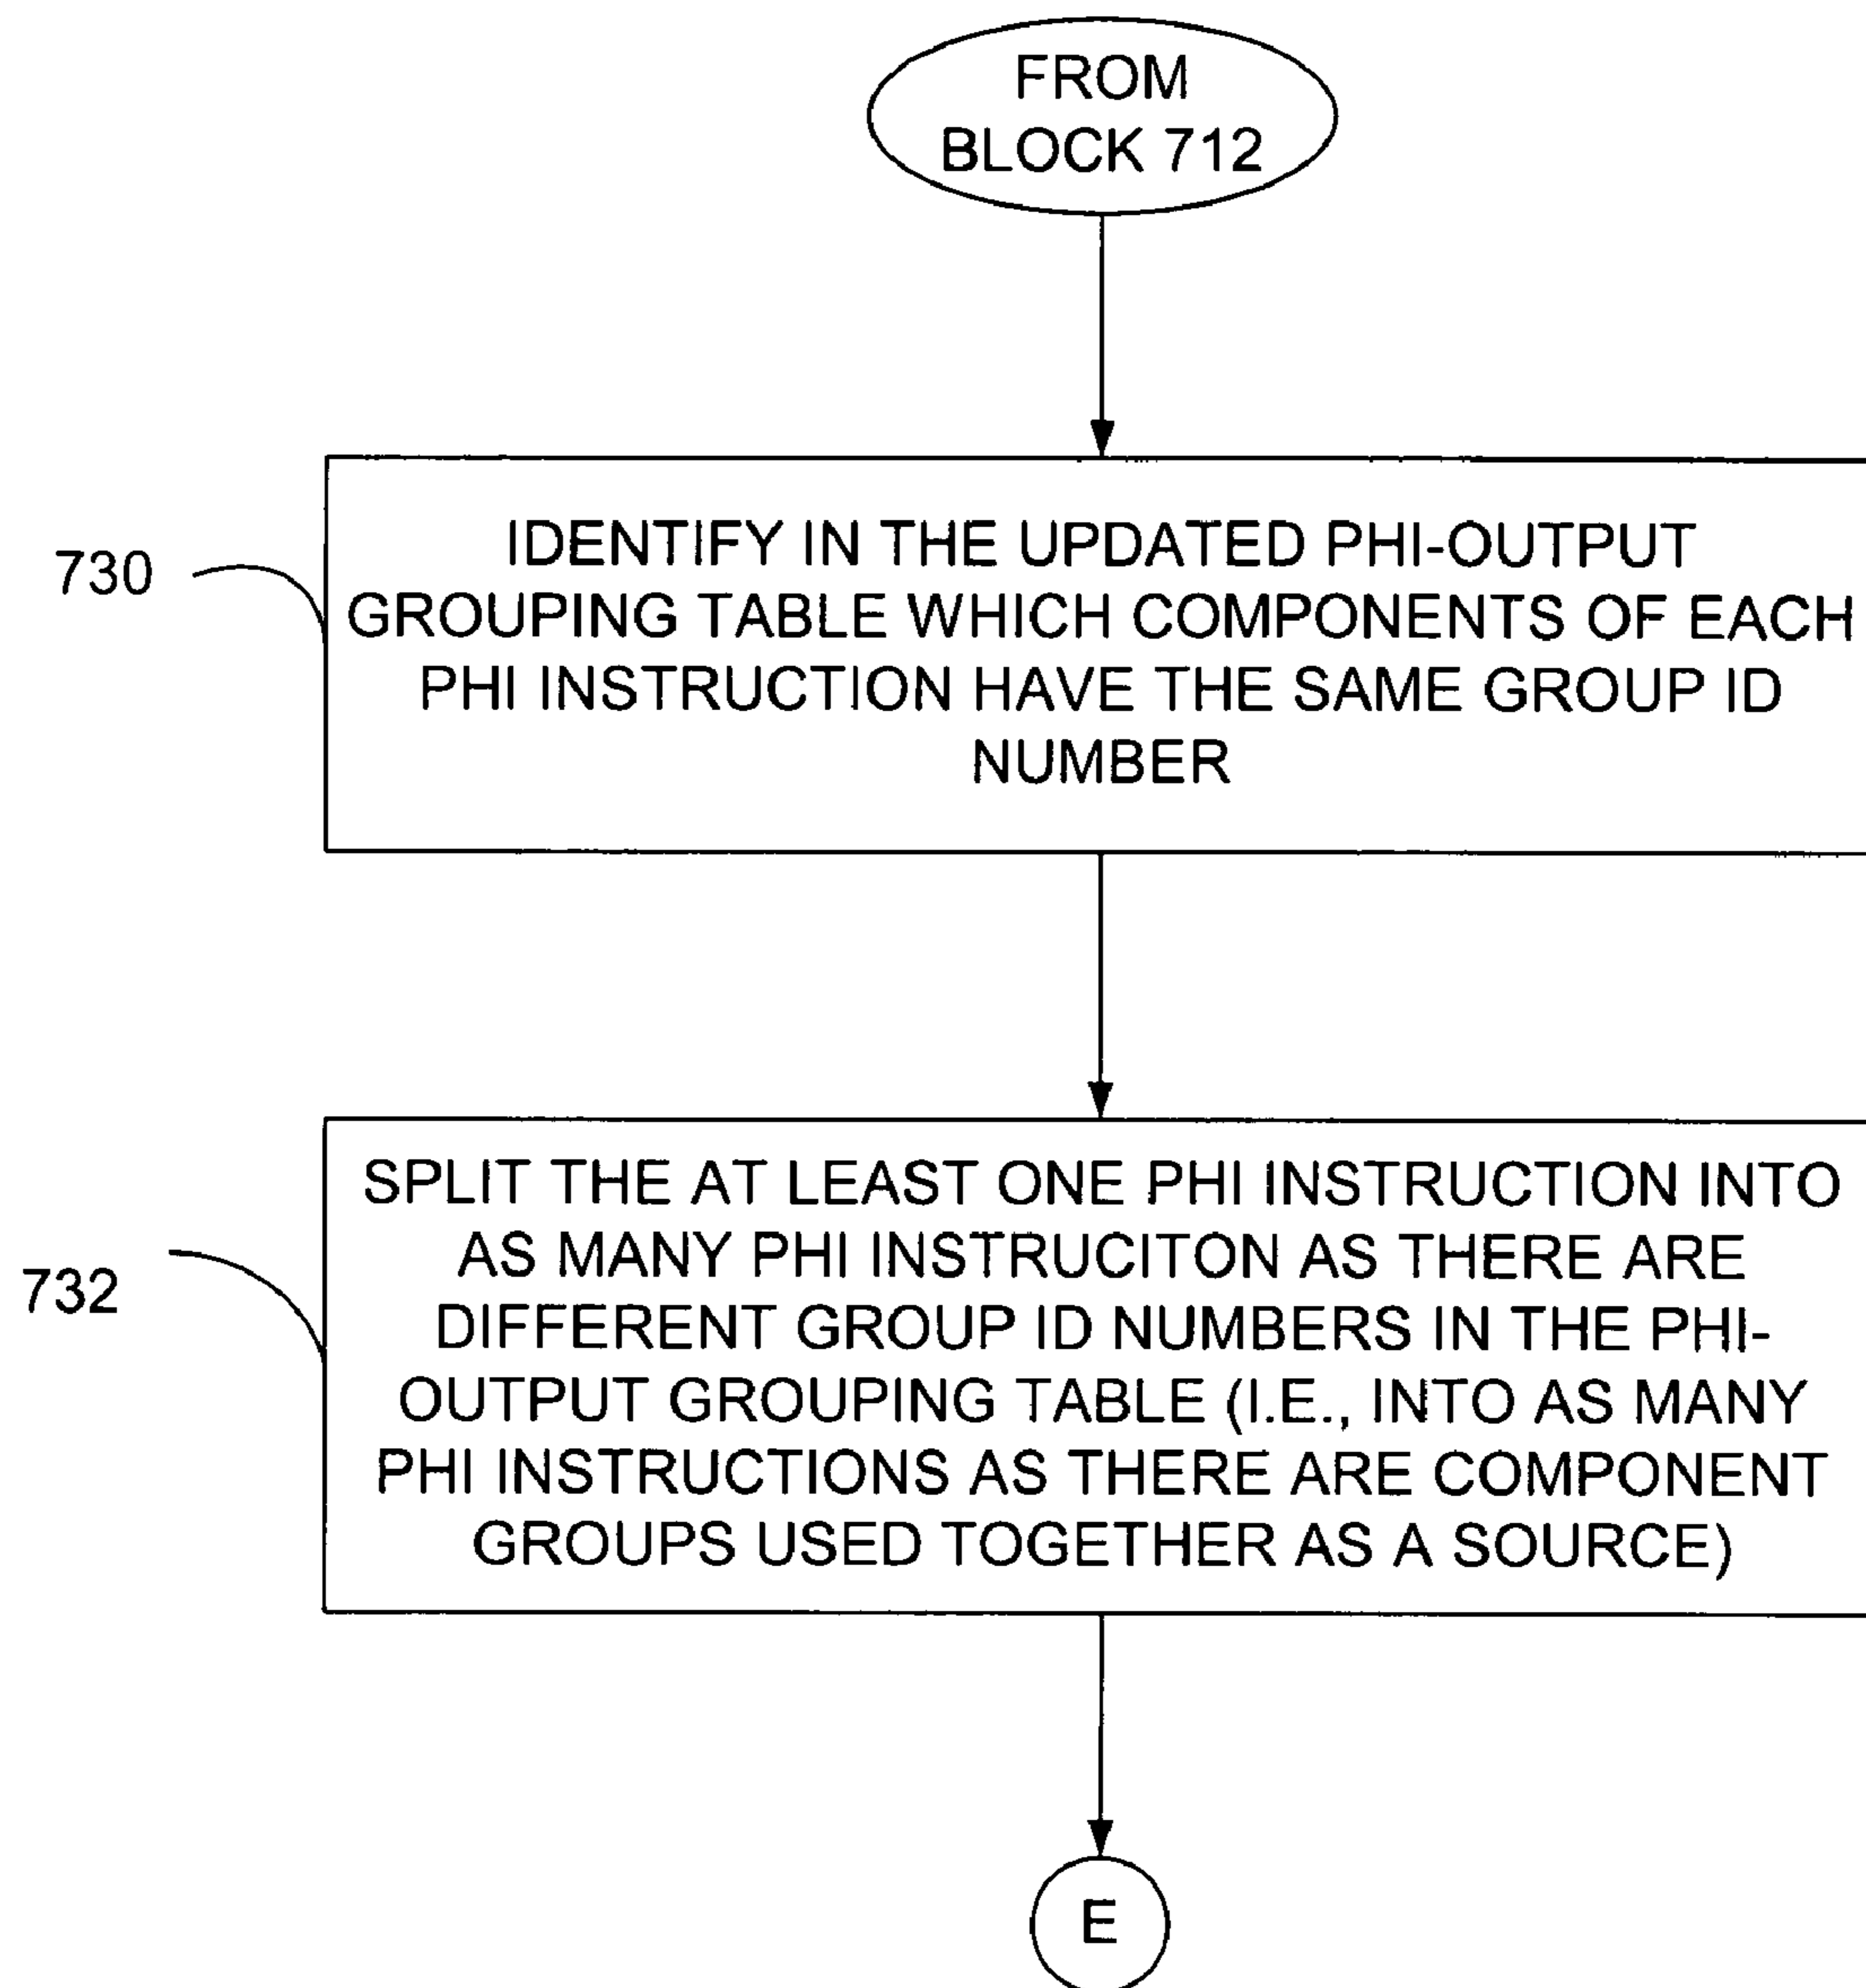 FROM
BLOCK 712
730
IDENTIFY IN THE UPDATED PHI-OUTPUT
GROUPING TABLE WHICH COMPONENTS OF EACH
PHI INSTRUCTION HAVE THE SAME GROUP ID
NUMBER
732
SPLIT THE AT LEAST ONE PHI INSTRUCTION INTO
AS MANY PHI INSTRUCITON AS THERE ARE
DIFFERENT GROUP ID NUMBERS IN THE PHI-
OUTPUT GROUPING TABLE (I.E., INTO AS MANY
PHI INSTRUCTIONS AS THERE ARE COMPONENT
GROUPS USED TOGETHER AS A SOURCE)
E